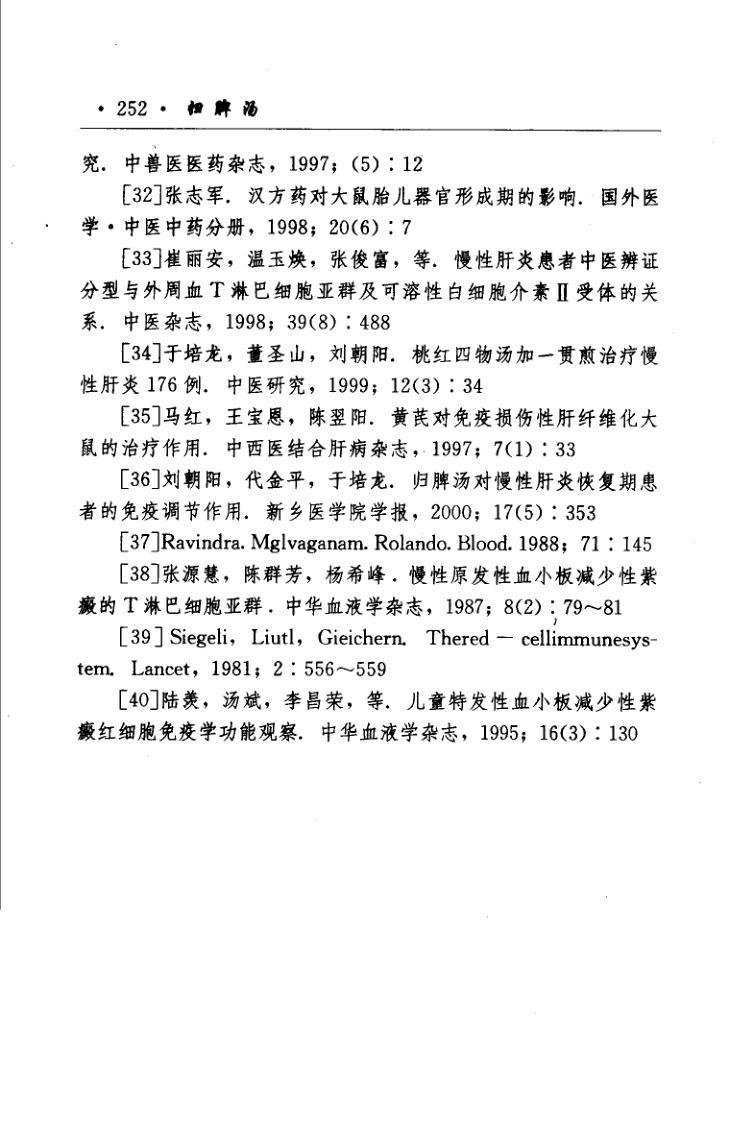 · 252 · 归脾汤
究. 中兽医医药杂志，1997；(5)∶12
[32]张志军. 汉方药对大鼠胎儿器官形成期的影响. 国外医
学·中医中药分册，1998；20(6)∶7
[33]崔丽安，温玉焕，张俊富，等. 慢性肝炎患者中医辨证
分型与外周血T淋巴细胞亚群及可溶性白细胞介素Ⅱ受体的关
系. 中医杂志，1998；39(8)∶488
[34]于培龙，董圣山，刘朝阳. 桃红四物汤加一贯煎治疗慢
性肝炎176例. 中医研究，1999；12(3)∶34
[35]马红，王宝恩，陈翌阳. 黄芪对免疫损伤性肝纤维化大
鼠的治疗作用. 中西医结合肝病杂志，1997；7(1)∶33
[36]刘朝阳，代金平，于培龙. 归脾汤对慢性肝炎恢复期患
者的免疫调节作用. 新乡医学院学报，2000；17(5)∶353
[37]Ravindra. Mglvaganam. Rolando. Blood. 1988；71∶145
[38]张源慧，陈群芳，杨希峰. 慢性原发性血小板减少性紫
癜的T淋巴细胞亚群. 中华血液学杂志，1987；8(2)∶79～81
[39] Siegeli，Liutl，Gieichern. Thered — cellimmunesys-
tem. Lancet，1981；2∶556～559
[40]陆羡，汤斌，李昌荣，等. 儿童特发性血小板减少性紫
癜红细胞免疫学功能观察. 中华血液学杂志，1995；16(3)∶130